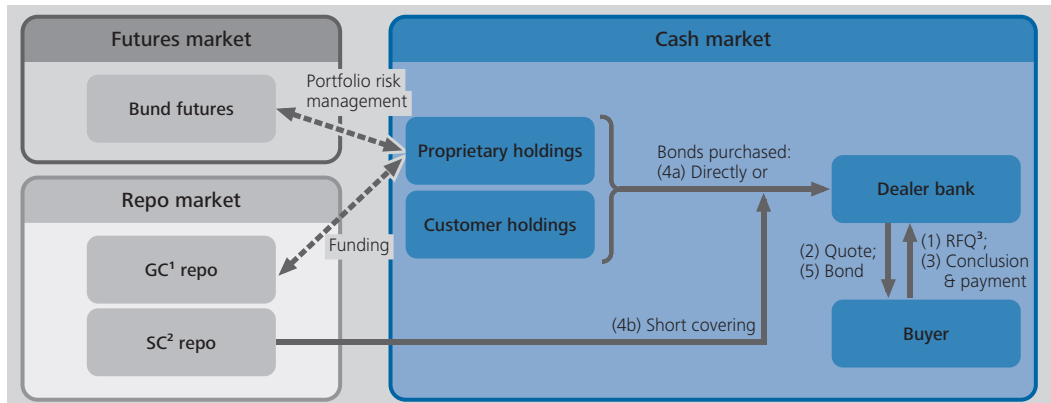 Futures market
Bund futures
Portfolio risk
management
Repo market
GC¹ repo
SC² repo
Funding
Cash market
Proprietary holdings
Customer holdings
Bonds purchased:
(4a) Directly or
(4b) Short covering
Dealer bank
(2) Quote;
(5) Bond
(1) RFQ³;
(3) Conclusion
& payment
Buyer